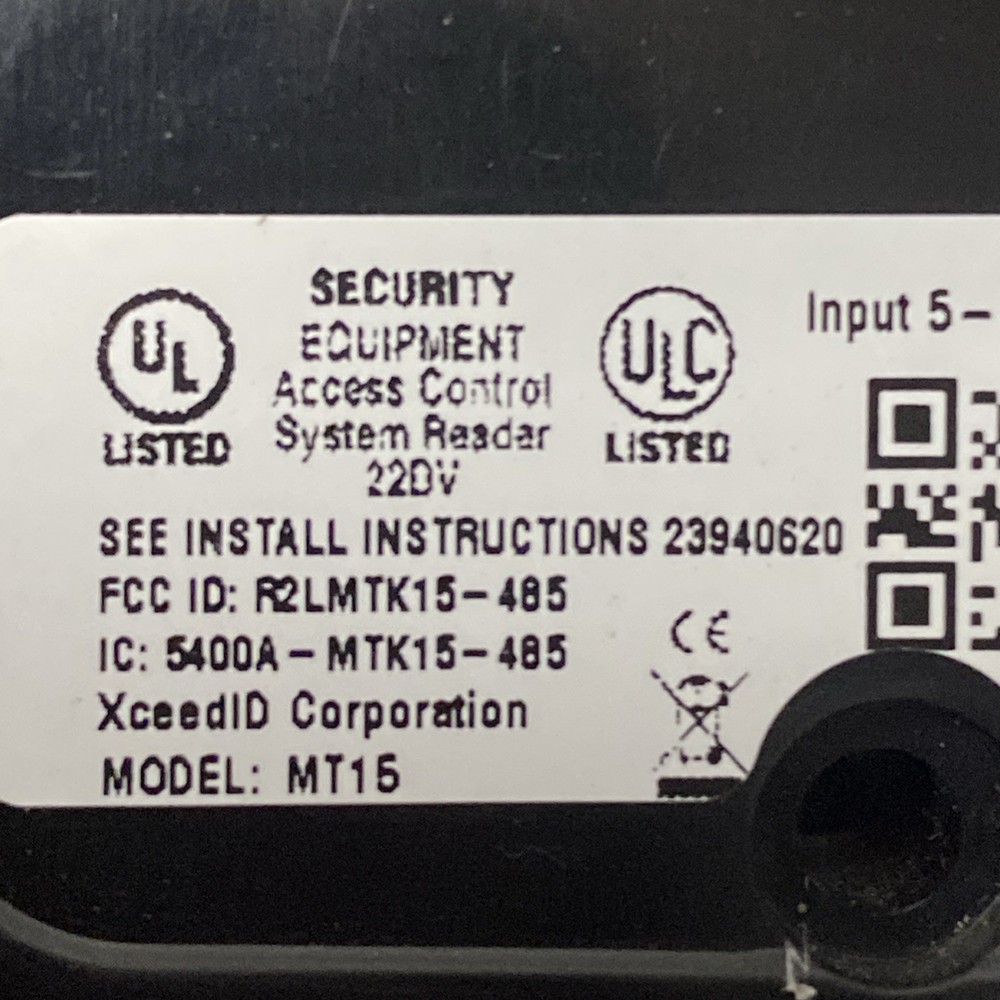 UL
LISTED
SECURITY
EQUIPMENT
Access Control
System Reader
22DV
ULC
LISTED
Input 5-
SEE INSTALL INSTRUCTIONS 23940620
FCC ID: R2LMTK15-485
IC: 5400A-MTK15-485
XceedID Corporation
MODEL: MT15
CE